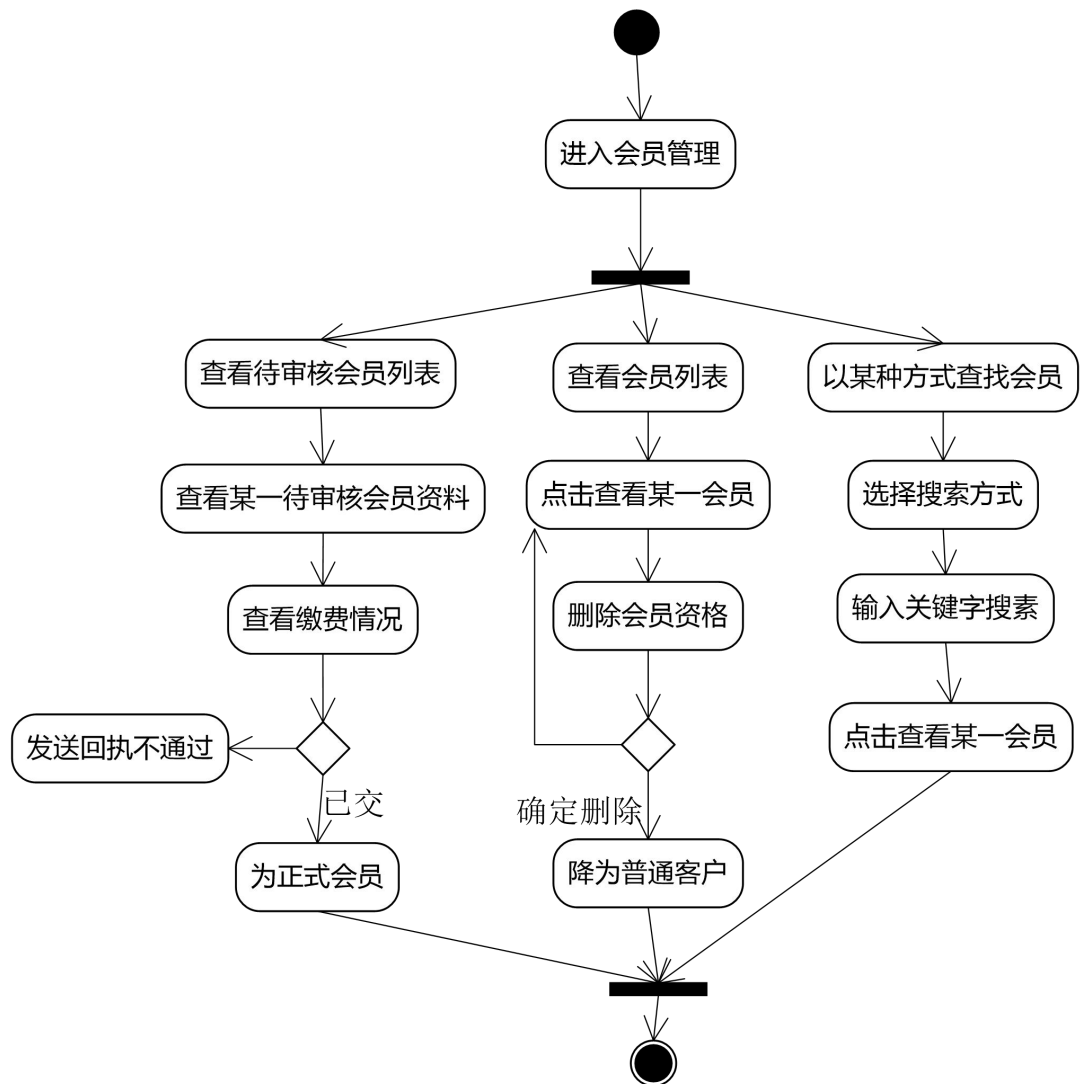 进入会员管理
查看待审核会员列表
查看会员列表
以某种方式查找会员
查看某一待审核会员资料
点击查看某一会员
选择搜索方式
查看缴费情况
删除会员资格
输入关键字搜素
发送回执不通过
点击查看某一会员
已交
确定删除
为正式会员
降为普通客户